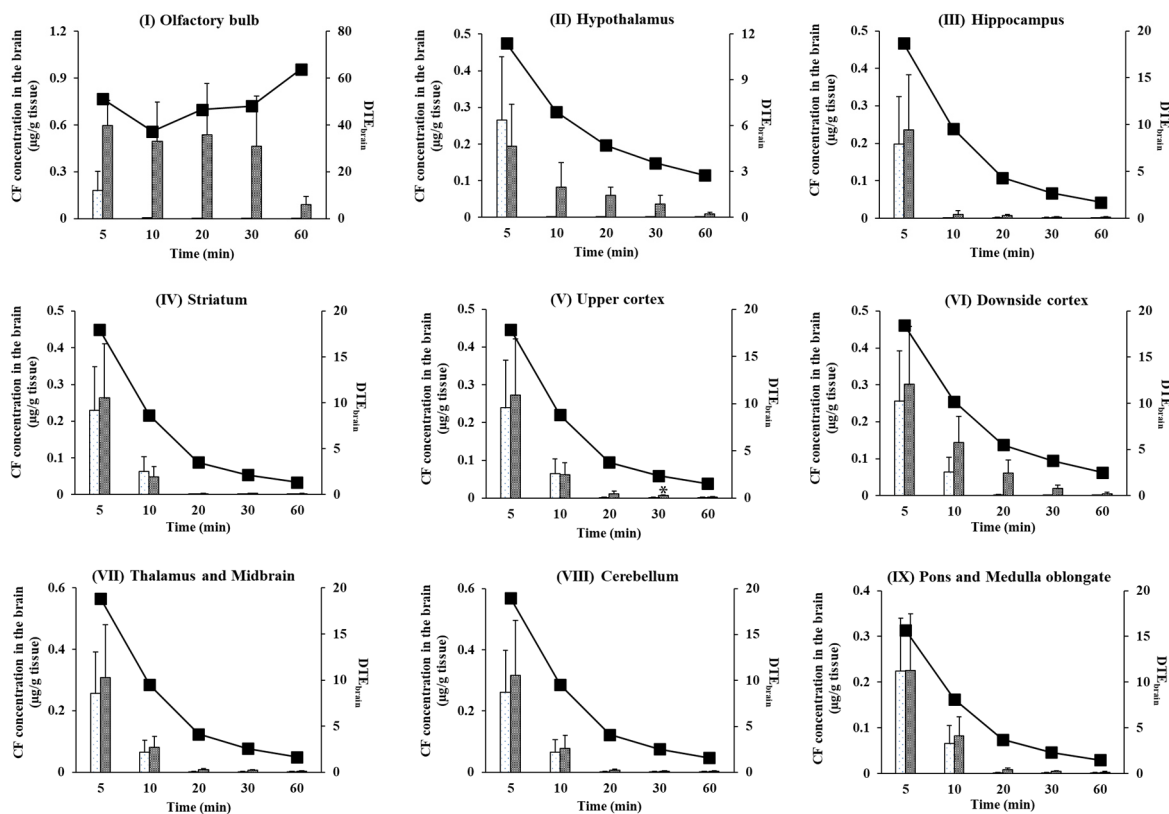 (I) Olfactory bulb
CF concentration in the brain
(μg/g tissue)
1.2
0.9
0.6
0.3
0
80
60
40
20
0
DTEbrain
5 10 20 30 60
Time (min)
(II) Hypothalamus
CF concentration in the brain
(μg/g tissue)
0.5
0.4
0.3
0.2
0.1
0
12
9
6
3
0
DTEbrain
5 10 20 30 60
Time (min)
(III) Hippocampus
CF concentration in the brain
(μg/g tissue)
0.5
0.4
0.3
0.2
0.1
0
20
15
10
5
0
DTEbrain
5 10 20 30 60
Time (min)
(IV) Striatum
CF concentration in the brain
(μg/g tissue)
0.5
0.4
0.3
0.2
0.1
0
20
15
10
5
0
DTEbrain
5 10 20 30 60
Time (min)
(V) Upper cortex
CF concentration in the brain
(μg/g tissue)
0.5
0.4
0.3
0.2
0.1
0
20
15
10
5
0
*
DTEbrain
5 10 20 30 60
Time (min)
(VI) Downside cortex
CF concentration in the brain
(μg/g tissue)
0.5
0.4
0.3
0.2
0.1
0
20
15
10
5
0
DTEbrain
5 10 20 30 60
Time (min)
(VII) Thalamus and Midbrain
CF concentration in the brain
(μg/g tissue)
0.6
0.4
0.2
0
20
15
10
5
0
DTEbrain
5 10 20 30 60
Time (min)
(VIII) Cerebellum
CF concentration in the brain
(μg/g tissue)
0.6
0.4
0.2
0
20
15
10
5
0
DTEbrain
5 10 20 30 60
Time (min)
(IX) Pons and Medulla oblongate
CF concentration in the brain
(μg/g tissue)
0.4
0.3
0.2
0.1
0
20
15
10
5
0
DTEbrain
5 10 20 30 60
Time (min)